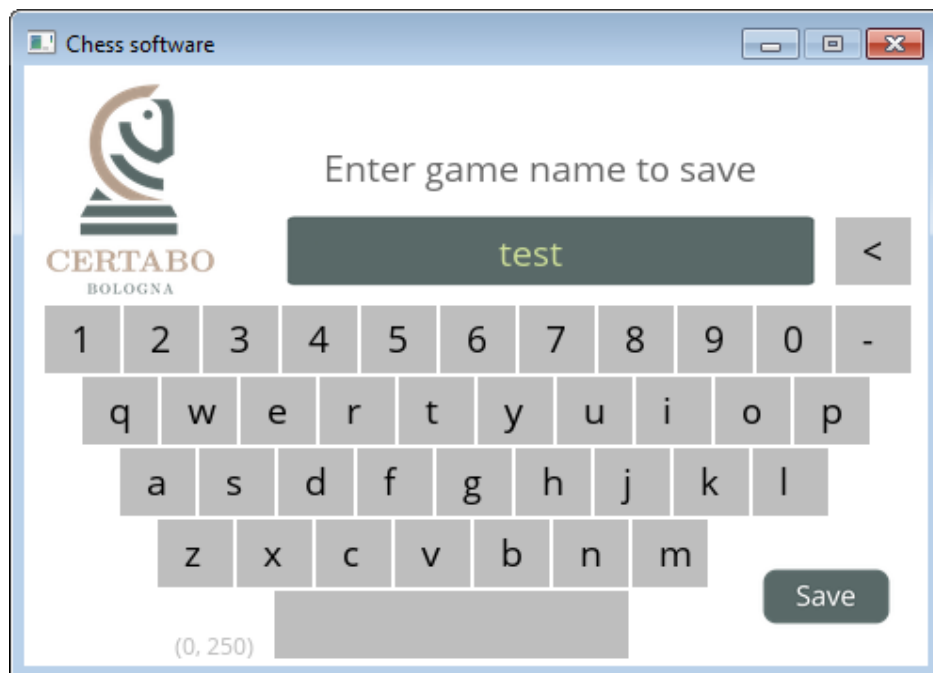 Chess software
Enter game name to save
test <
CERTABO
BOLOGNA
1 2 3 4 5 6 7 8 9 0 -
q w e r t y u i o p
a s d f g h j k l
z x c v b n m
Save
(0, 250)